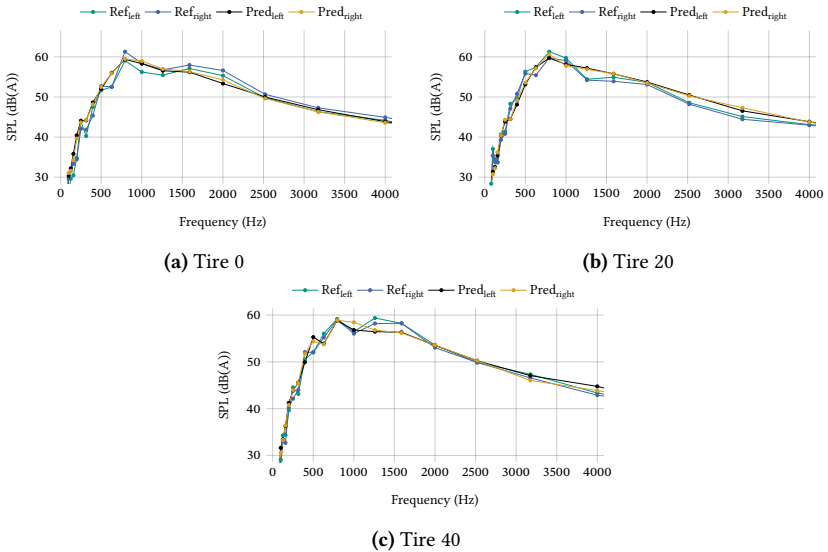 Ref_left Ref_right Pred_left Pred_right
SPL (dB(A))
60
50
40
30
0 500 1000 1500 2000 2500 3000 3500 4000
Frequency (Hz)
(a) Tire 0
Ref_left Ref_right Pred_left Pred_right
SPL (dB(A))
60
50
40
30
0 500 1000 1500 2000 2500 3000 3500 4000
Frequency (Hz)
(b) Tire 20
Ref_left Ref_right Pred_left Pred_right
SPL (dB(A))
60
50
40
30
0 500 1000 1500 2000 2500 3000 3500 4000
Frequency (Hz)
(c) Tire 40